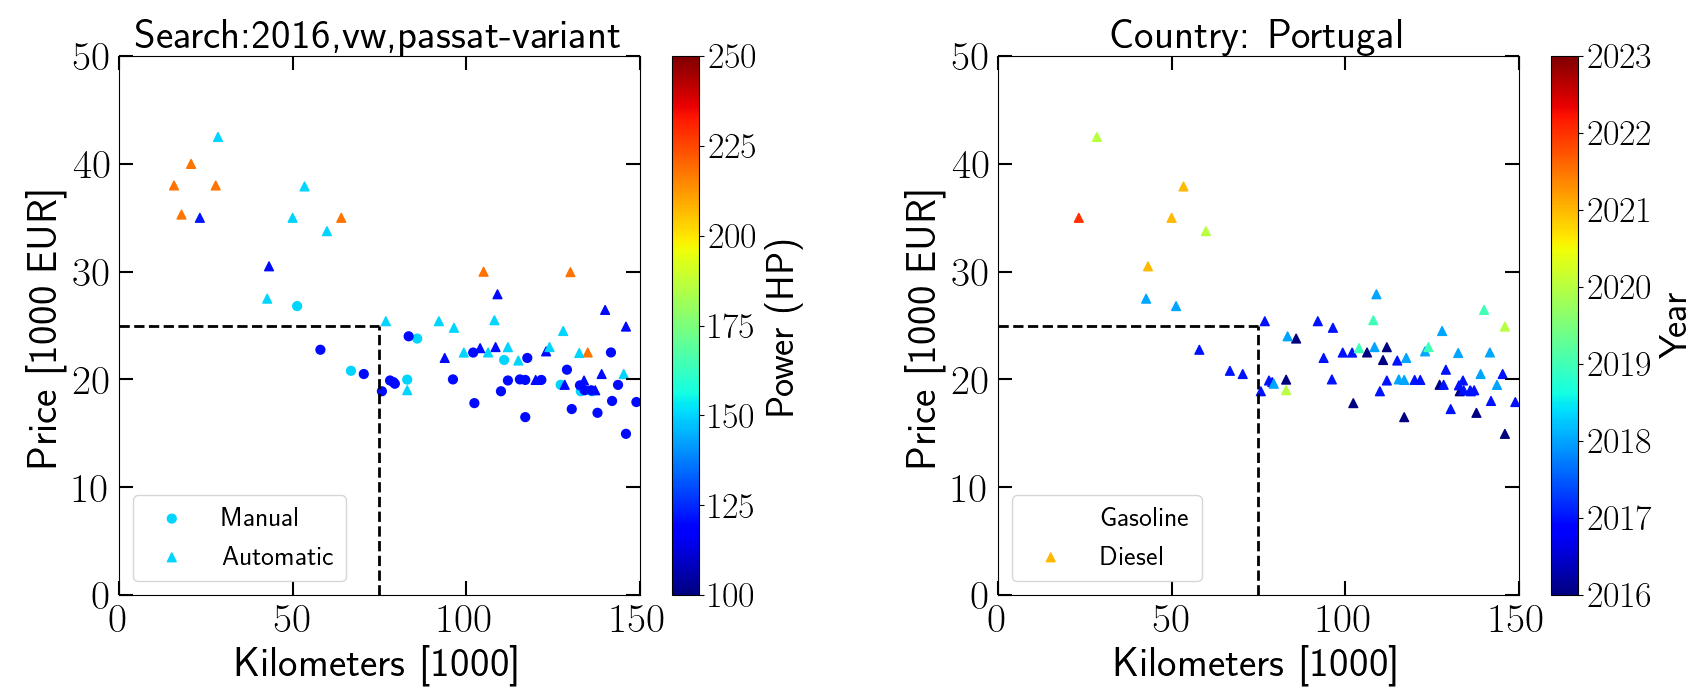 Search:2016,vw,passat-variant
50
40
30
20
10
0
Price [1000 EUR]
0 50 100 150
Kilometers [1000]
Manual
Automatic
250
225
200
175
150
125
100
Power (HP)
Country: Portugal
50
40
30
20
10
0
Price [1000 EUR]
0 50 100 150
Kilometers [1000]
Gasoline
Diesel
2023
2022
2021
2020
2019
2018
2017
2016
Year